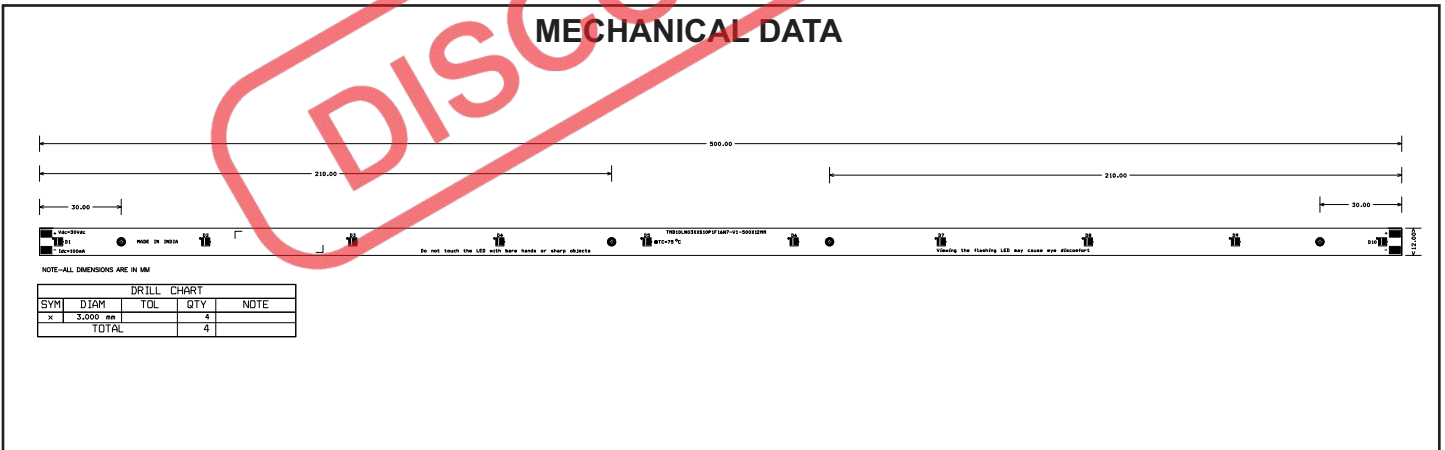 MECHANICAL DATA
DISCO
500.00
210.00
210.00
30.00
30.00
+ Vdc=30Vdc
- Idc=100mA
D1
MADE IN INDIA
D2
D3
D4
Do not touch the LED with bare hands or sharp objects
D5
@TC=75 °C
D6
D7
Viewing the flashing LED may cause eye discomfort
D8
D9
D10
+
-
12.00
NOTE-ALL DIMENSIONS ARE IN MM
DRILL CHART
SYM DIAM TOL QTY NOTE
x 3.000 mm 4
TOTAL 4